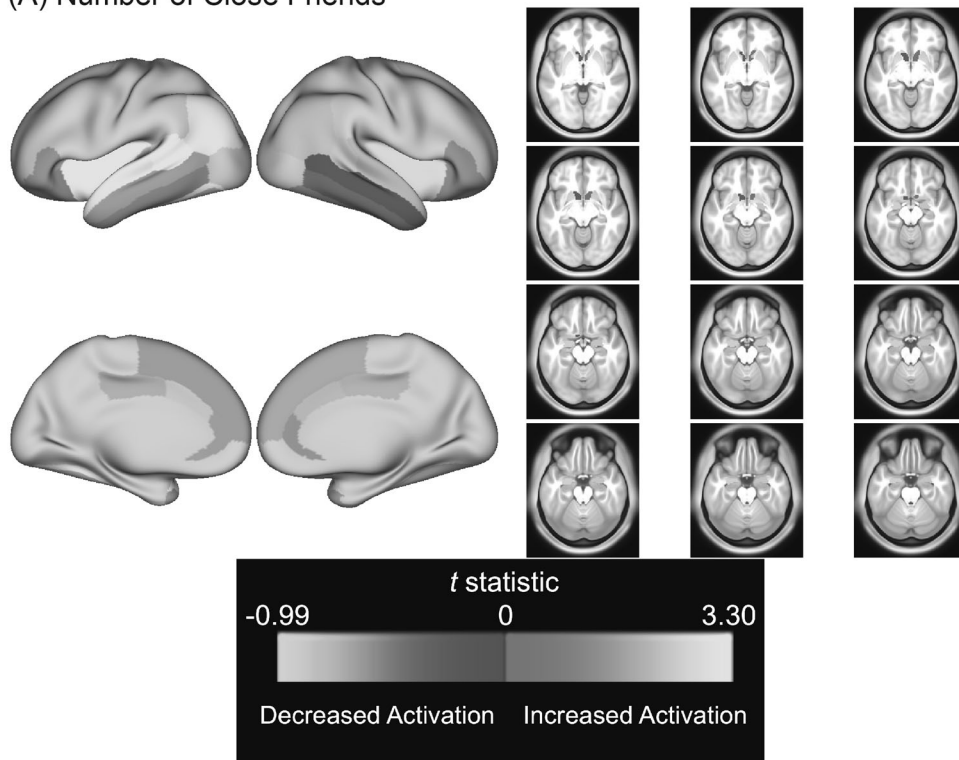 (A) Number of Close Friends
t statistic
-0.99 0 3.30
Decreased Activation Increased Activation